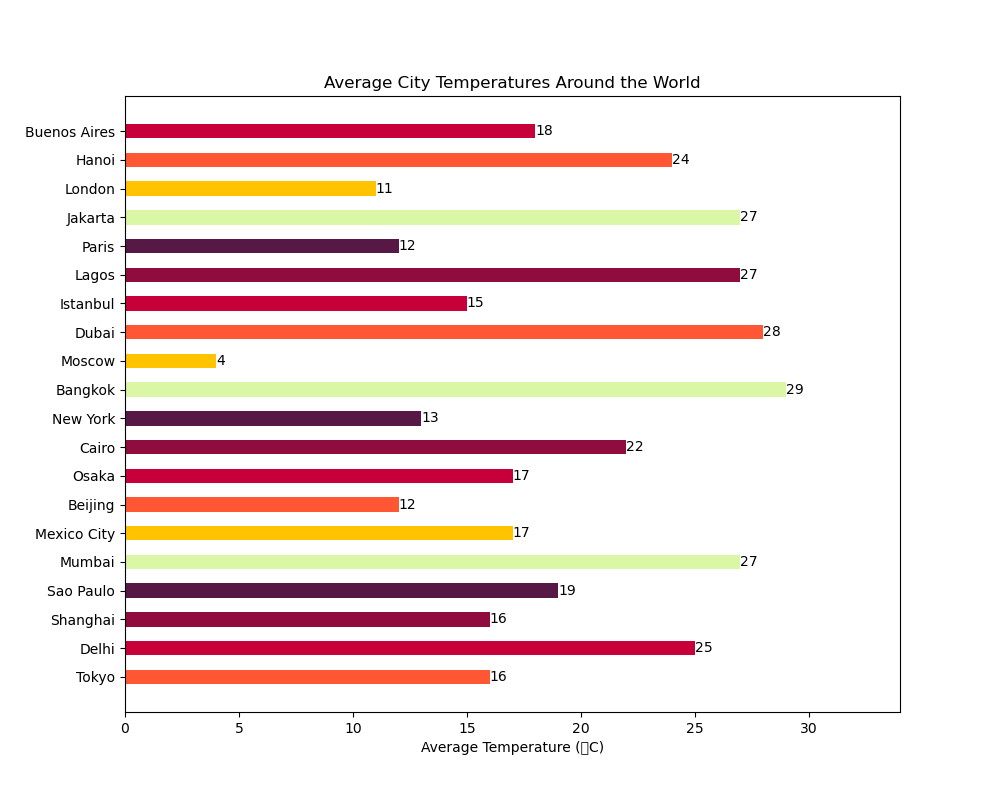 Average City Temperatures Around the World
Buenos Aires 18
Hanoi 24
London 11
Jakarta 27
Paris 12
Lagos 27
Istanbul 15
Dubai 28
Moscow 4
Bangkok 29
New York 13
Cairo 22
Osaka 17
Beijing 12
Mexico City 17
Mumbai 27
Sao Paulo 19
Shanghai 16
Delhi 25
Tokyo 16
0 5 10 15 20 25 30
Average Temperature (▯C)